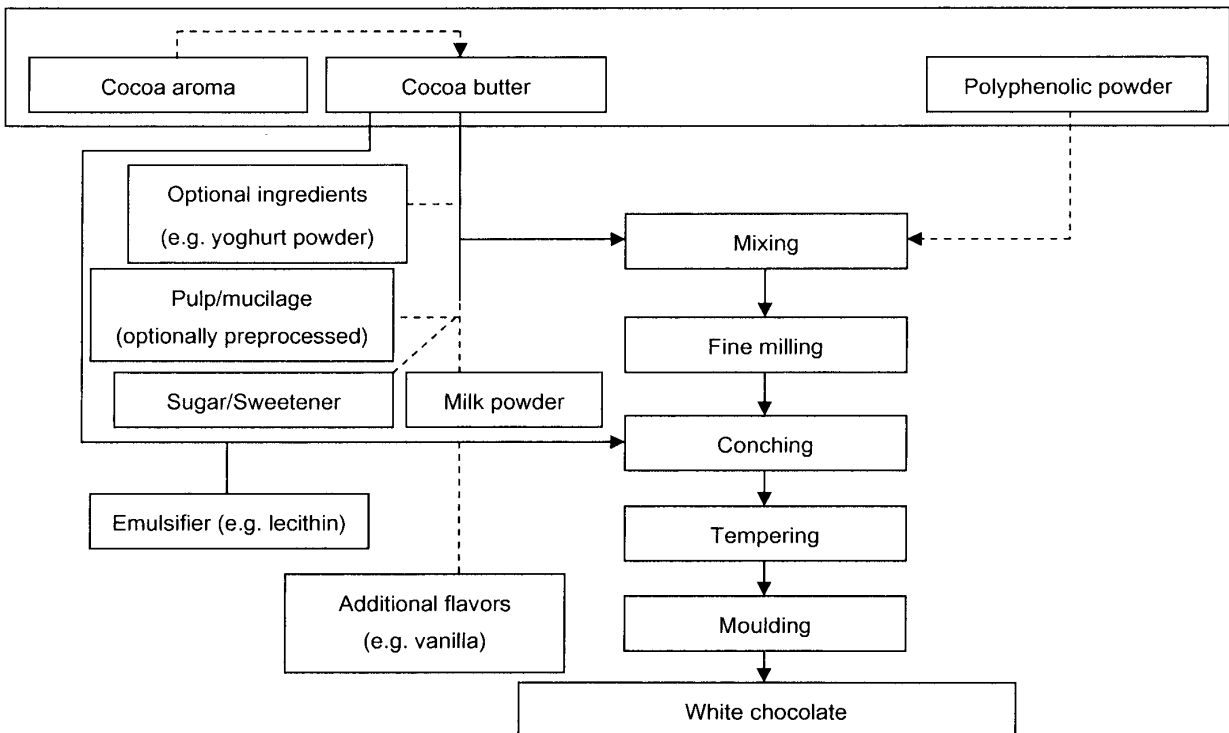 Cocoa aroma
Cocoa butter
Polyphenolic powder
Optional ingredients
(e.g. yoghurt powder)
Mixing
Pulp/mucilage
(optionally preprocessed)
Fine milling
Sugar/Sweetener
Milk powder
Conching
Emulsifier (e.g. lecithin)
Tempering
Additional flavors
(e.g. vanilla)
Moulding
White chocolate